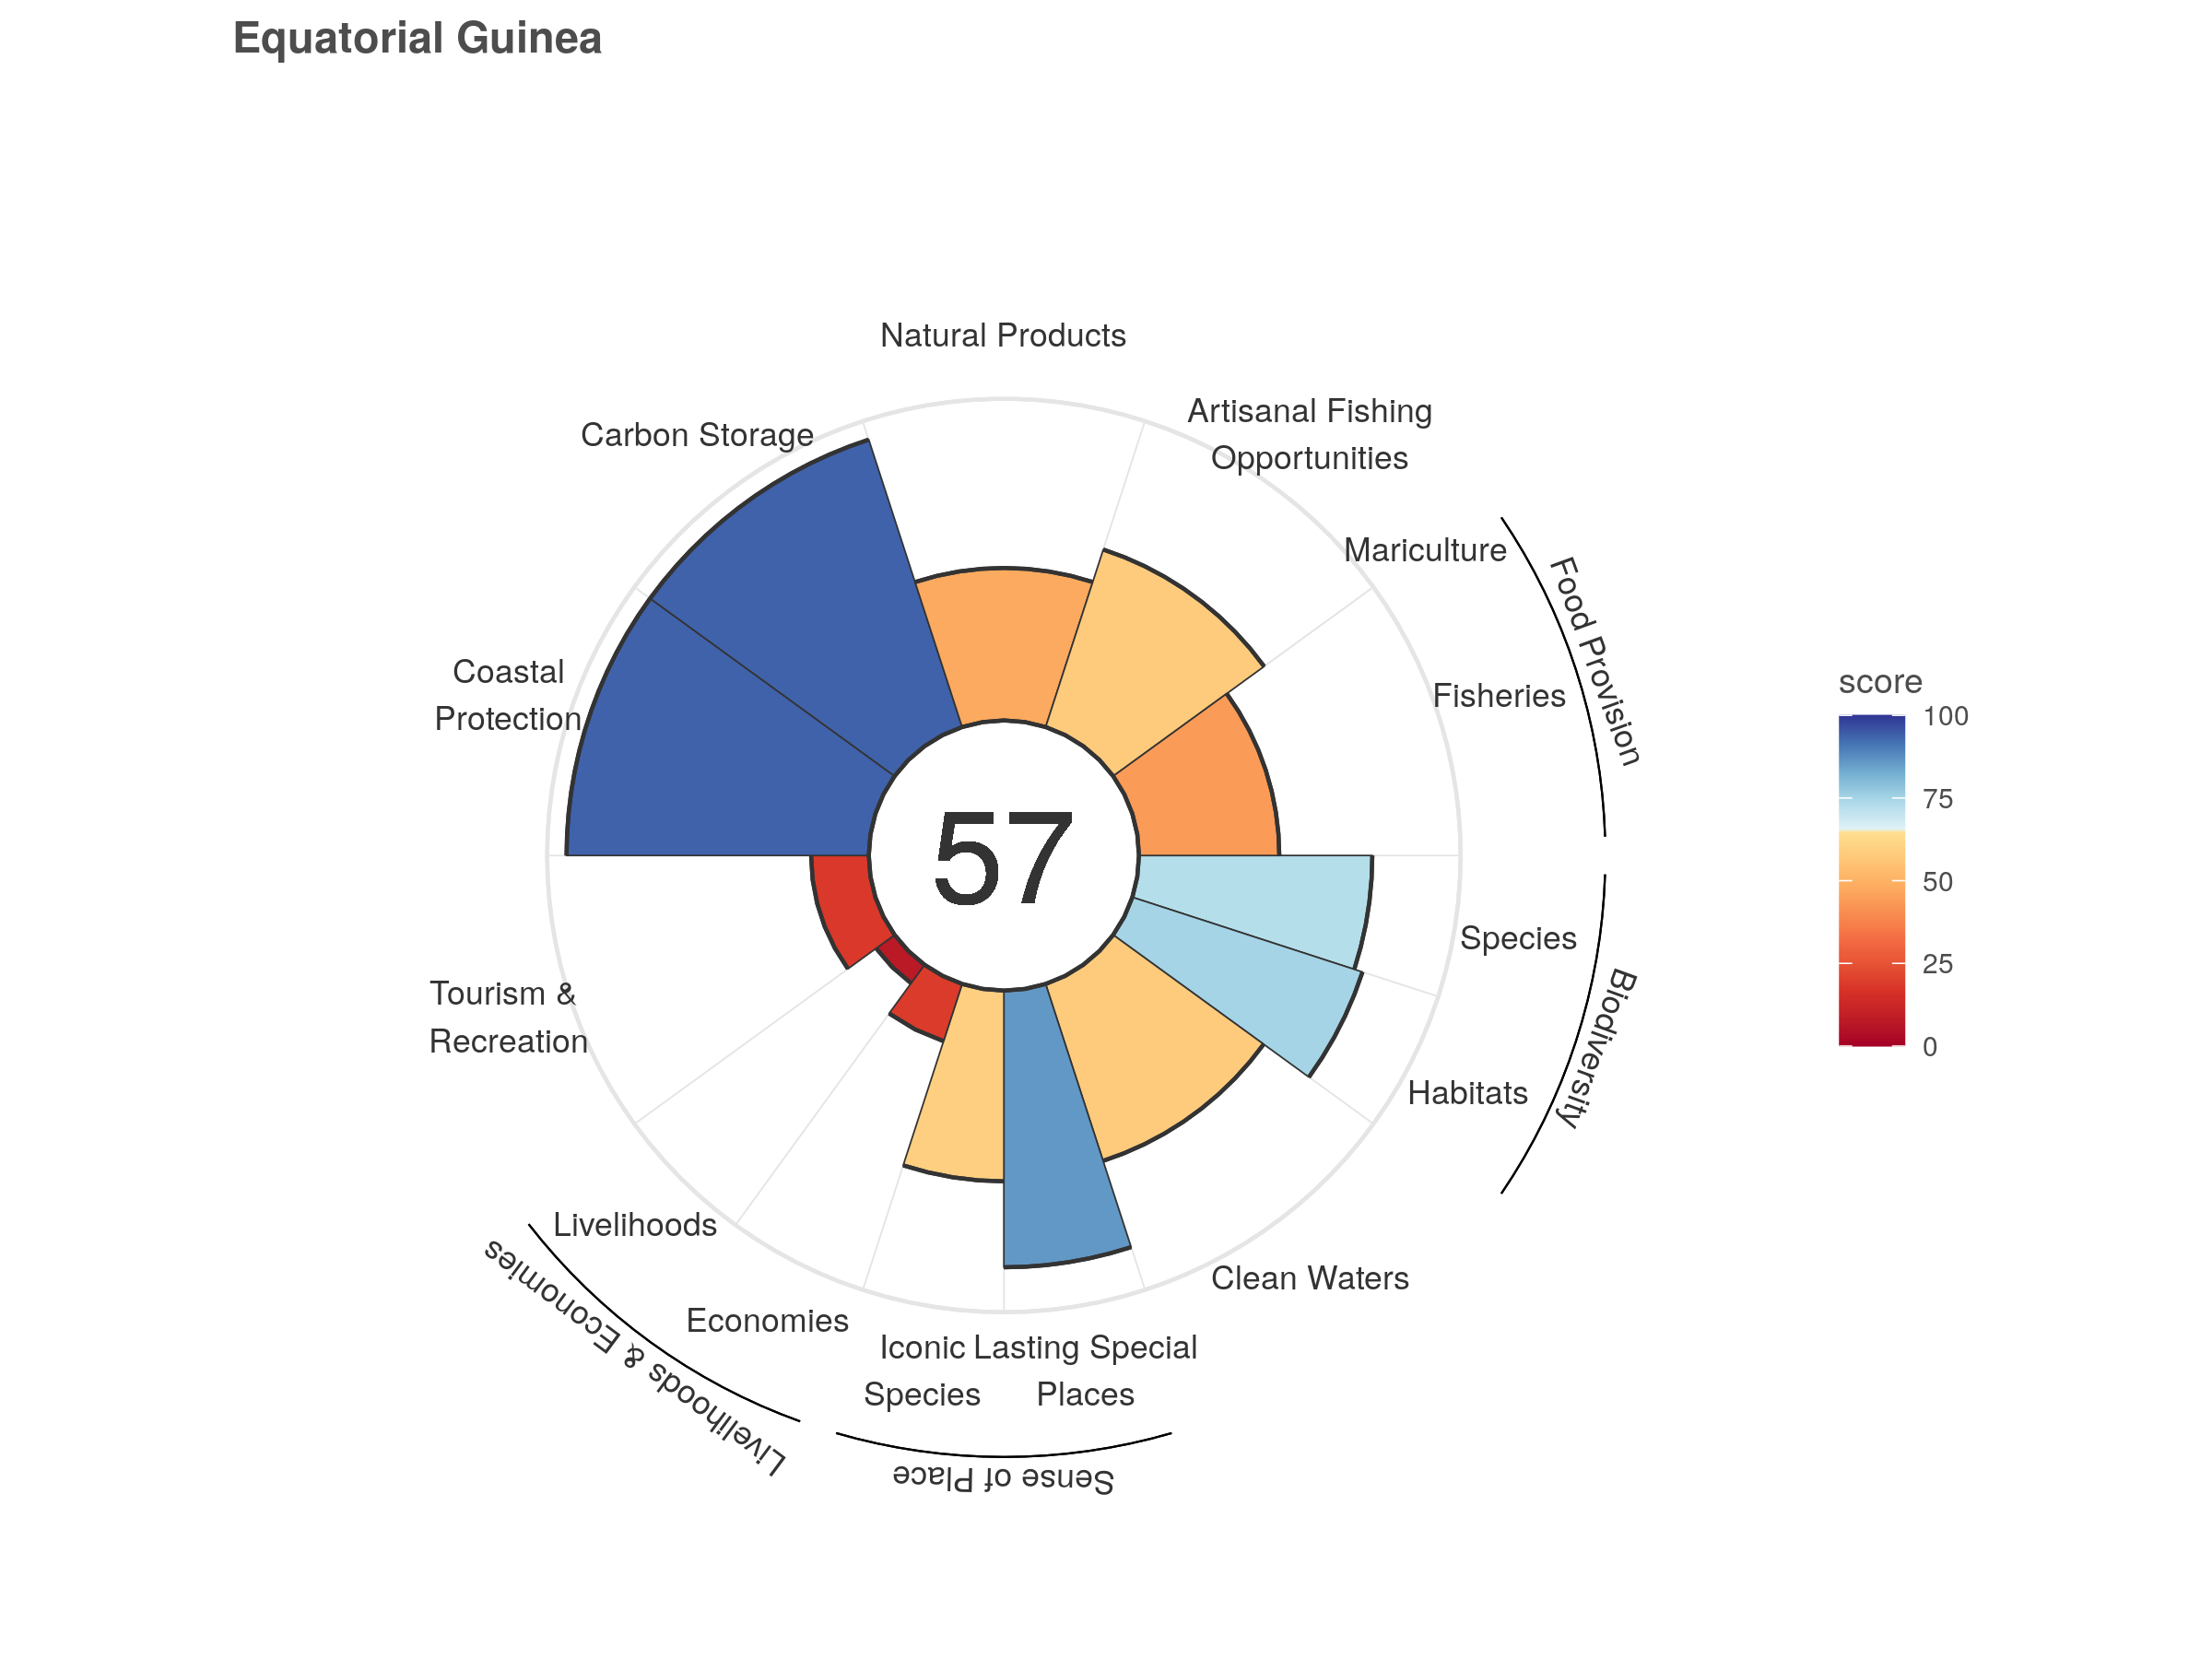 Equatorial Guinea
Natural Products
Artisanal Fishing
Opportunities
Carbon Storage
Mariculture
Food Provision
Fisheries
Coastal
Protection
57
Species
Biodiversity
Habitats
Tourism &
Recreation
Livelihoods
Clean Waters
Economies
Livelihoods & Economies
Iconic
Species
Lasting Special
Places
Sense of Place
score
100
75
50
25
0